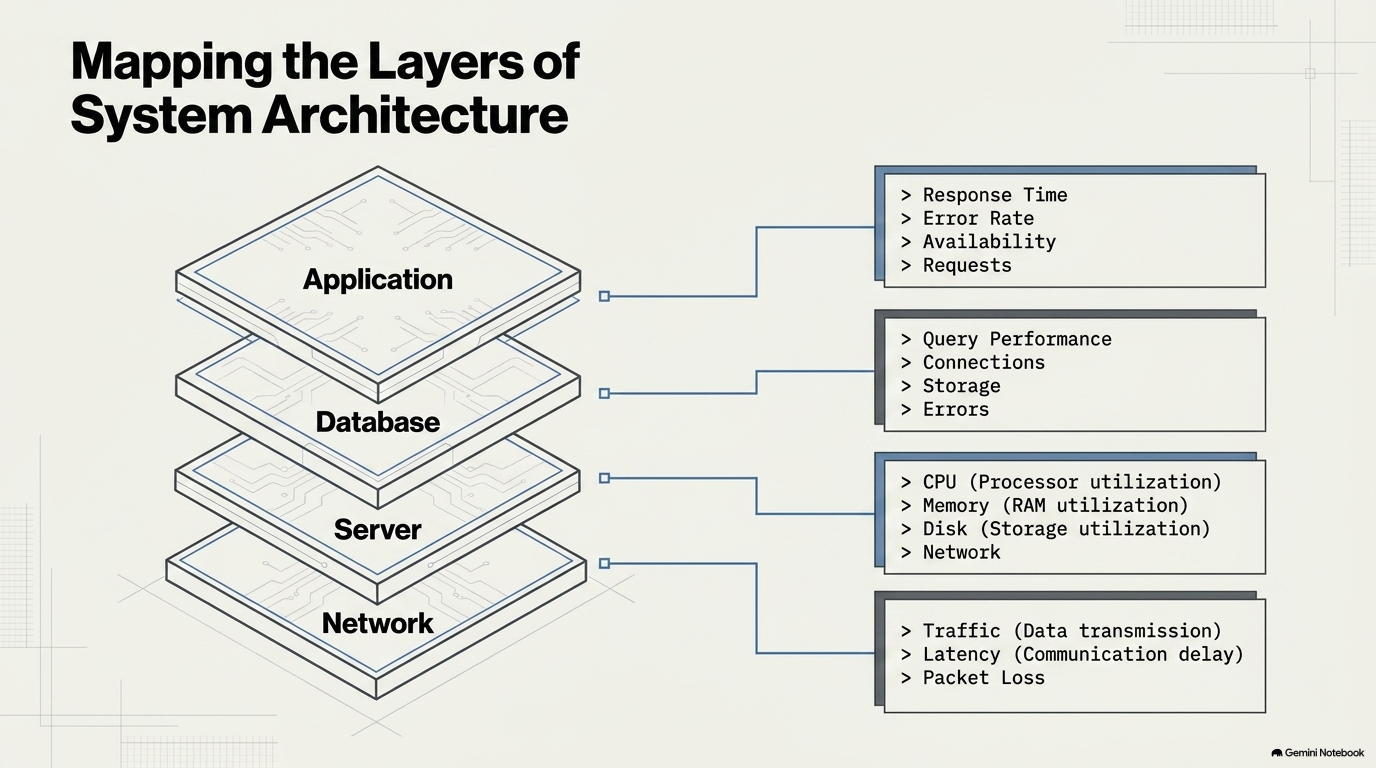 Mapping the Layers of
System Architecture
Application
Database
Server
Network
> Response Time
> Error Rate
> Availability
> Requests
> Query Performance
> Connections
> Storage
> Errors
> CPU (Processor utilization)
> Memory (RAM utilization)
> Disk (Storage utilization)
> Network
> Traffic (Data transmission)
> Latency (Communication delay)
> Packet Loss
Gemini Notebook